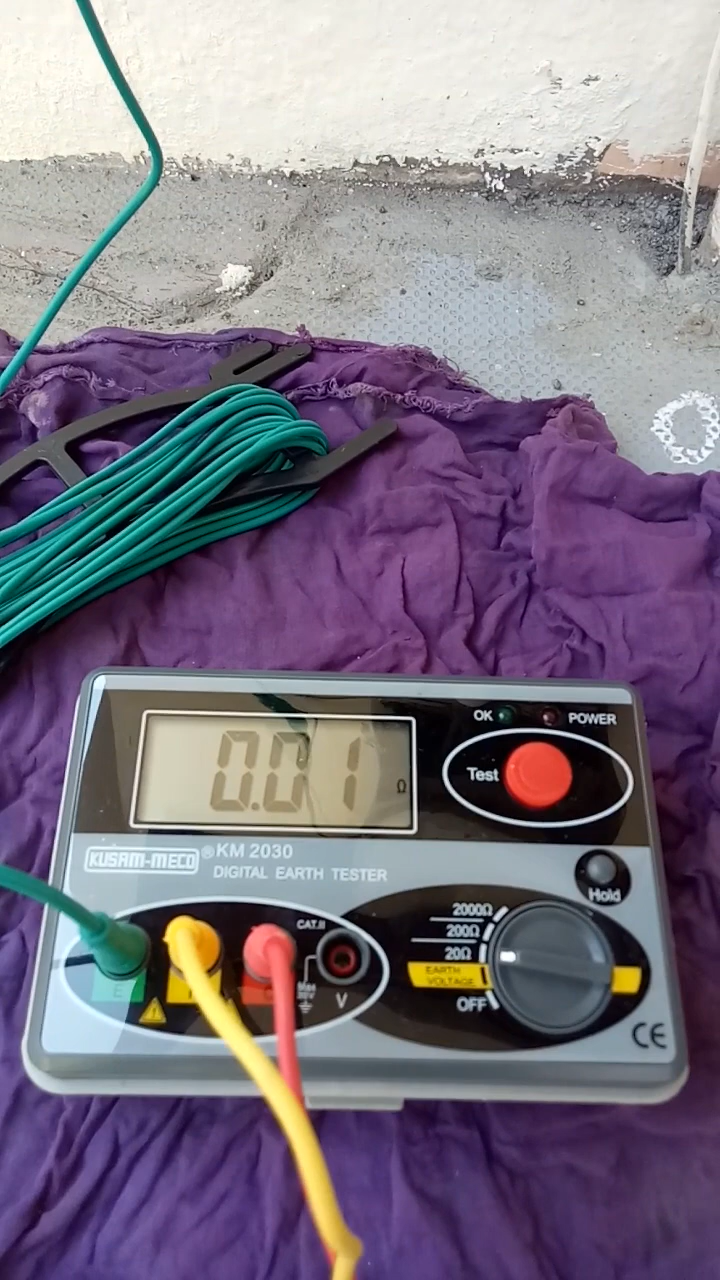 OK POWER
0.01 Ω
Test
KUSAM-MECO ® KM 2030
DIGITAL EARTH TESTER
Hold
2000Ω
200Ω
20Ω
EARTH
VOLTAGE
OFF
CAT.II
E
V
CE